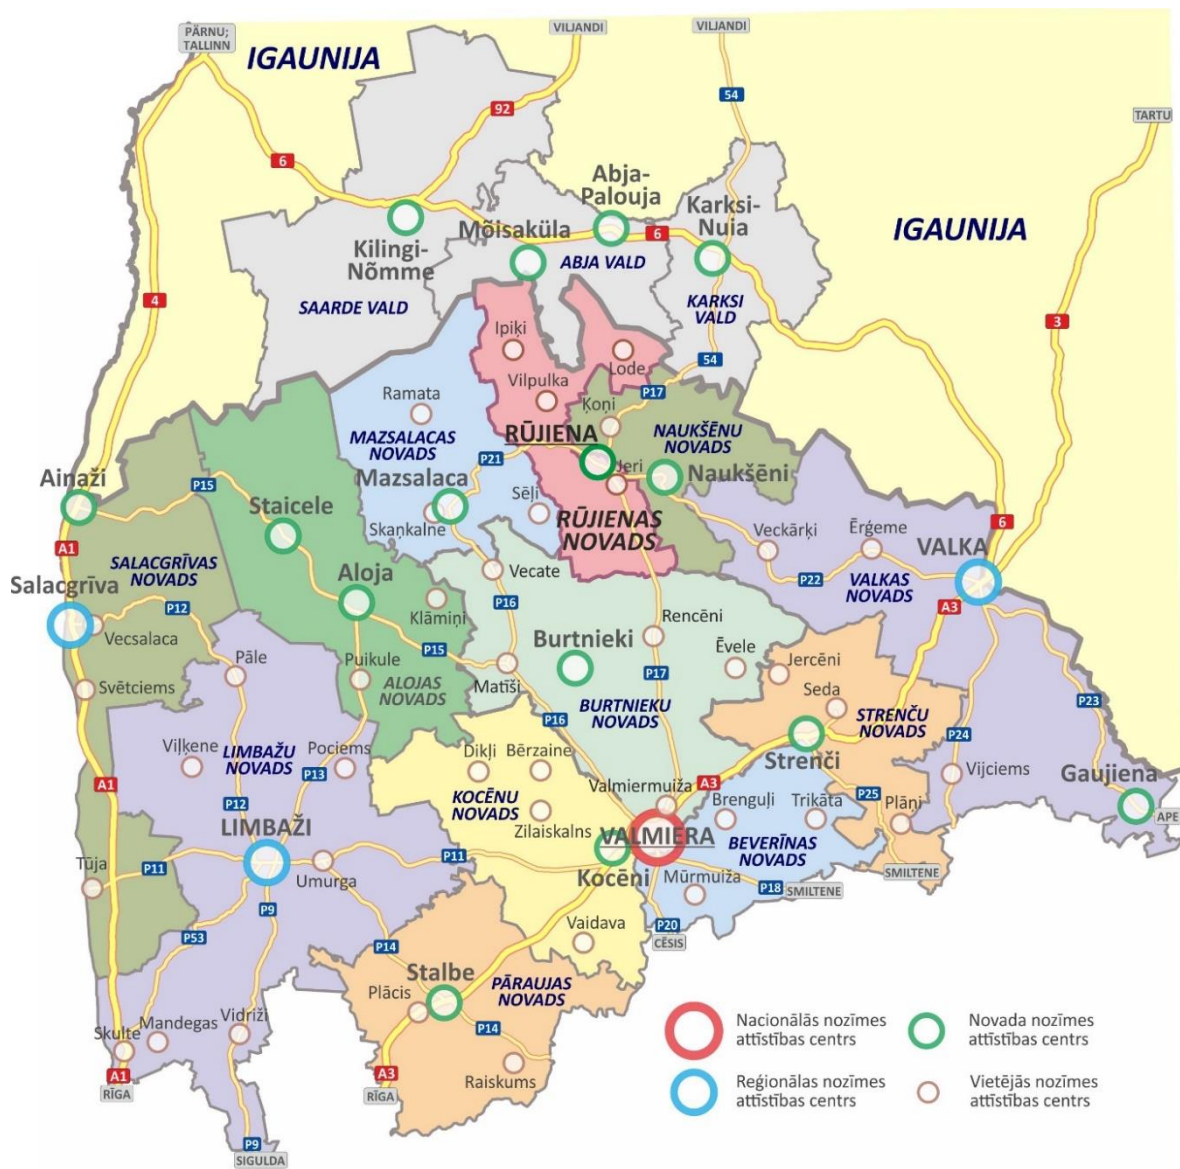 PÄRNU;
TALLINN
VILJANDI
VILJANDI
IGAUNIJA
92
54
TARTU
6
Abja-
Palouja
Karksi-
Nuia
Mõisaküla
6
IGAUNIJA
Kilingi-
Nõmme
ABJA VALD
SAARDE VALD
KARKSI
VALD
4
3
Ipiķi
Lode
54
Vilpulka
P17
Ramata
Ķoņi
MAZSALACAS
NOVADS
RŪJIENA
NAUKŠĒNU
NOVADS
P21
Jeri
Naukšēni
Ainaži
P15
Mazsalaca
Sēļi
Staicele
Skaņkalne
RŪJIENAS
NOVADS
6
Veckārķi
Ērģeme
VALKA
A1
SALACGRĪVAS
NOVADS
Aloja
Vecate
P22
VALKAS
NOVADS
Salacgrīva
P12
Klāmiņi
P16
A3
Vecsalaca
Burtnieki
Rencēni
Ēvele
Jercēni
Pāle
Puikule
P15
Matīši
P17
Svētciems
ALOJAS
NOVADS
Seda
P23
BURTNIEKU
NOVADS
P16
STRENČU
NOVADS
P24
Viļķene
LIMBAŽU
NOVADS
Pociems
Dikļi
Bērzaine
Strenči
Vijciems
Gaujiena
A1
P13
A3
Valmiermuiža
P12
KOCĒNU
NOVADS
Brenguļi
Trikāta
P25
Plāņi
APE
Zilaiskalns
LIMBAŽI
VALMIERA
BEVERĪNAS
NOVADS
Tūja
P11
Umurga
P11
Kocēni
Mūrmuiža
P18
SMILTENE
SMILTENE
P9
P53
Vaidava
P20
CĒSIS
P14
Stalbe
PĀRAUJAS
NOVADS
Plācis
P14
Vidriži
Mandegas
Skulte
Raiskums
A1
RĪGA
A3
RĪGA
P9
SIGULDA
Nacionālās nozīmes
attīstības centrs
Novada nozīmes
attīstības centrs
Reģionālas nozīmes
attīstības centrs
Vietējās nozīmes
attīstības centrs